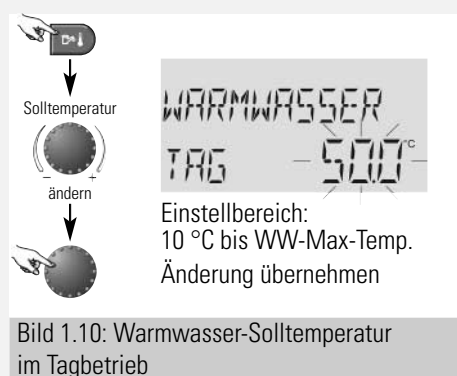 Solltemperatur
- +
ändern
WARMWASSER
TAG 50.0 °C
Einstellbereich:
10 °C bis WW-Max-Temp.
Änderung übernehmen
Bild 1.10: Warmwasser-Solltemperatur
im Tagbetrieb